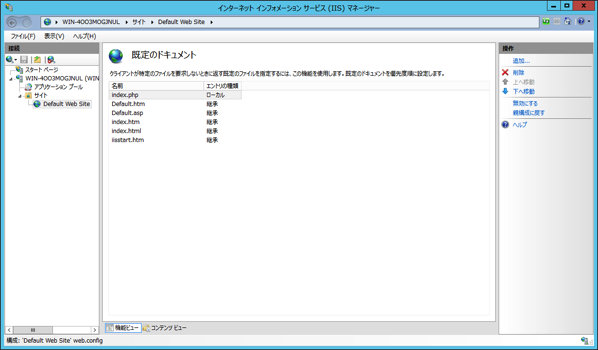 インターネット インフォメーション サービス (IIS) マネージャー
WIN-4OO3MOGJNUL ▸ サイト ▸ Default Web Site ▸
ファイル(F) 表示(V) ヘルプ(H)
接続
スタート ページ
WIN-4OO3MOGJNUL (WIN
アプリケーション プール
サイト
Default Web Site
既定のドキュメント
クライアントが特定のファイルを要求しないときに返す既定のファイルを指定するには、この機能を使用します。既定のドキュメントを優先度順に設定します。
名前 エントリの種類
index.php ローカル
Default.htm 継承
Default.asp 継承
index.htm 継承
index.html 継承
iisstart.htm 継承
機能ビュー コンテンツ ビュー
操作
追加...
削除
上へ移動
下へ移動
無効にする
親構成に戻す
ヘルプ
構成: 'Default Web Site' web.config